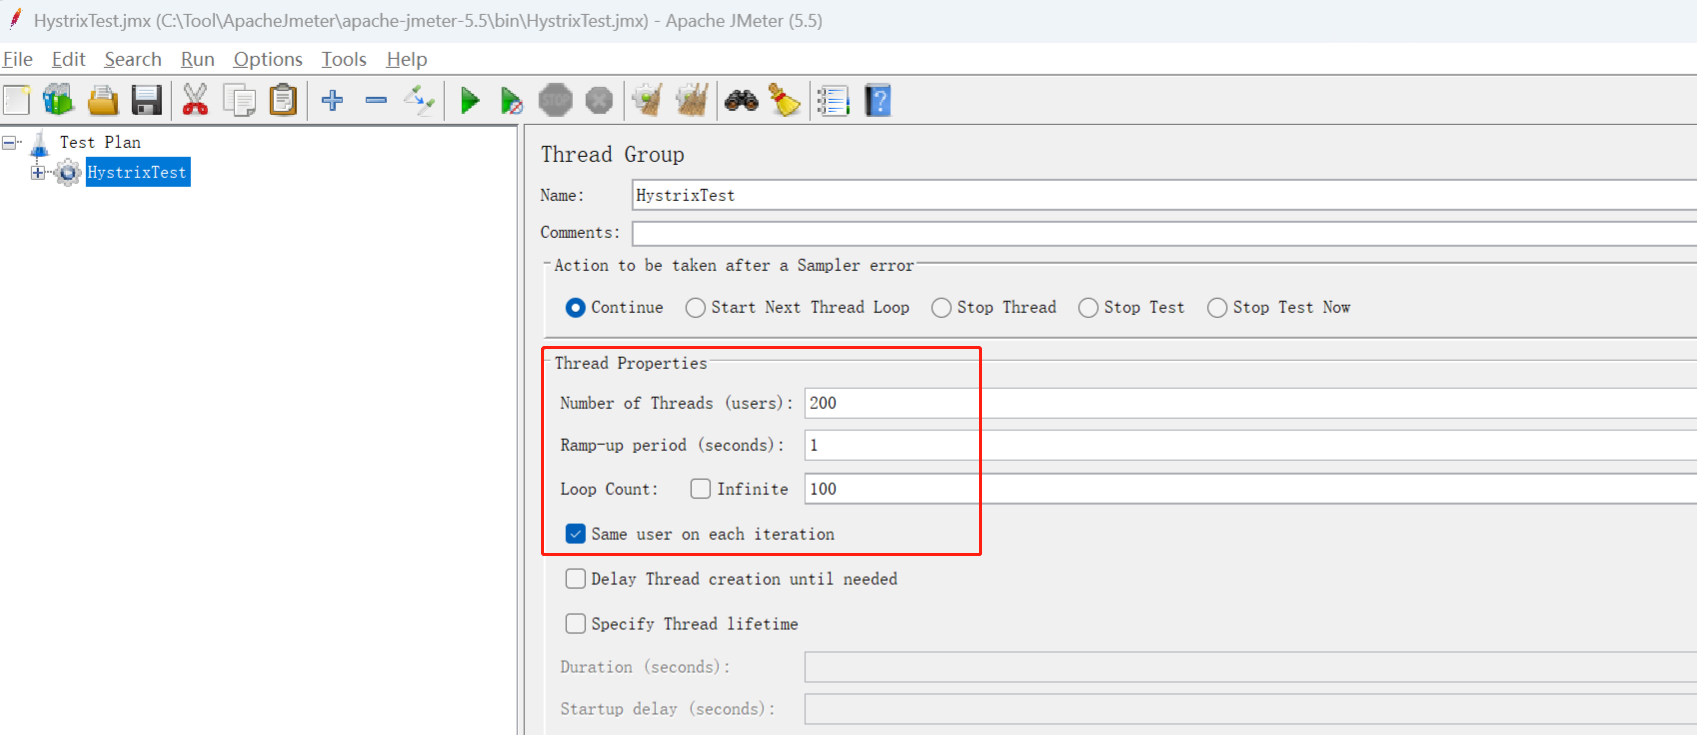 HystrixTest.jmx (C:\Tool\ApacheJmeter\apache-jmeter-5.5\bin\HystrixTest.jmx) - Apache JMeter (5.5)
File Edit Search Run Options Tools Help
STOP
Test Plan
HystrixTest
Thread Group
Name: HystrixTest
Comments:
Action to be taken after a Sampler error
Continue Start Next Thread Loop Stop Thread Stop Test Stop Test Now
Thread Properties
Number of Threads (users): 200
Ramp-up period (seconds): 1
Loop Count: Infinite 100
Same user on each iteration
Delay Thread creation until needed
Specify Thread lifetime
Duration (seconds):
Startup delay (seconds):